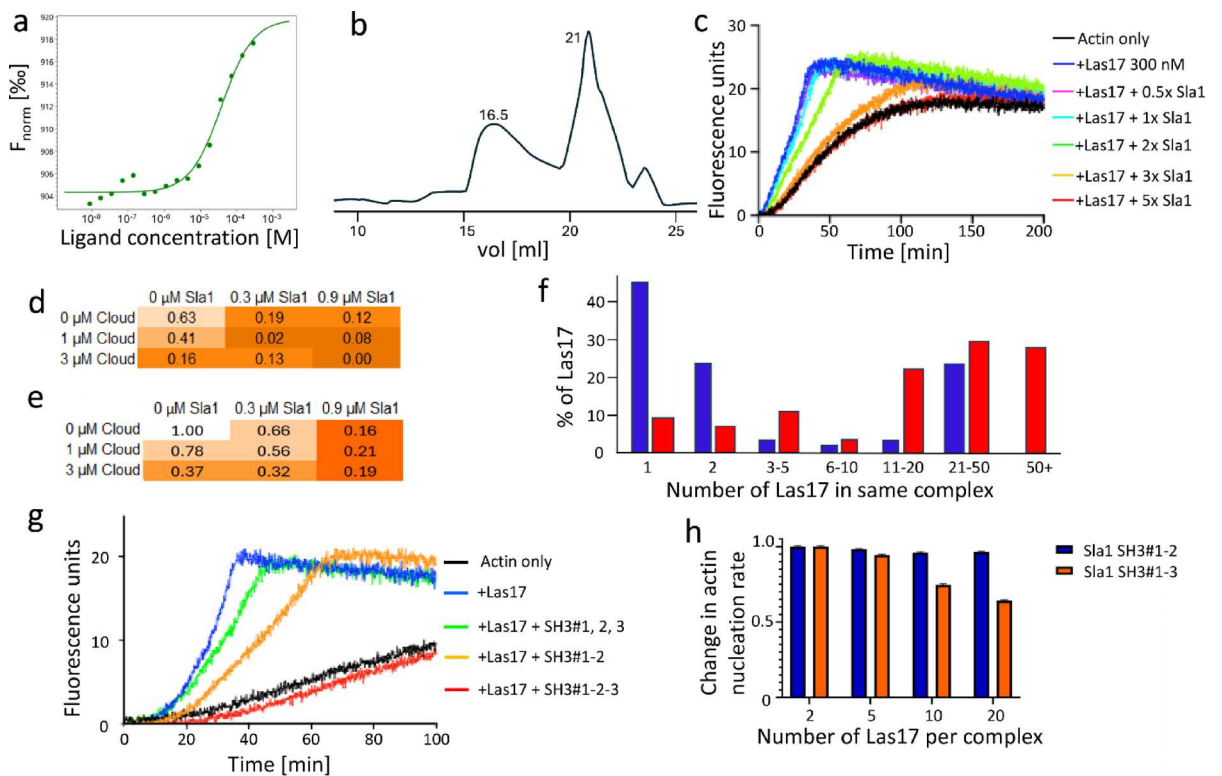 a
920
918
916
914
912
910
908
906
904
F norm [‰]
10-8 10-7 10-6 10-5 10-4 10-3
Ligand concentration [M]
b
16.5
21
10 15 20 25
vol [ml]
c
30
20
10
0
Fluorescence units
0 50 100 150 200
Time [min]
Actin only
+Las17 300 nM
+Las17 + 0.5x Sla1
+Las17 + 1x Sla1
+Las17 + 2x Sla1
+Las17 + 3x Sla1
+Las17 + 5x Sla1
d
0 µM Sla1 0.3 µM Sla1 0.9 µM Sla1
0 µM Cloud 0.63 0.19 0.12
1 µM Cloud 0.41 0.02 0.08
3 µM Cloud 0.16 0.13 0.00
e
0 µM Sla1 0.3 µM Sla1 0.9 µM Sla1
0 µM Cloud 1.00 0.66 0.16
1 µM Cloud 0.78 0.56 0.21
3 µM Cloud 0.37 0.32 0.19
f
40
30
20
10
0
% of Las17
1 2 3-5 6-10 11-20 21-50 50+
Number of Las17 in same complex
g
20
10
0
Fluorescence units
0 20 40 60 80 100
Time [min]
Actin only
+Las17
+Las17 + SH3#1, 2, 3
+Las17 + SH3#1-2
+Las17 + SH3#1-2-3
h
1.0
0.5
0
Change in actin
nucleation rate
2 5 10 20
Number of Las17 per complex
Sla1 SH3#1-2
Sla1 SH3#1-3